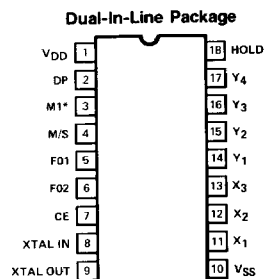 Dual-In-Line Package
VDD 1 18 HOLD
DP 2 17 Y4
M1* 3 16 Y3
M/S 4 15 Y2
F01 5 14 Y1
F02 6 13 X3
CE 7 12 X2
XTAL IN 8 11 X1
XTAL OUT 9 10 VSS